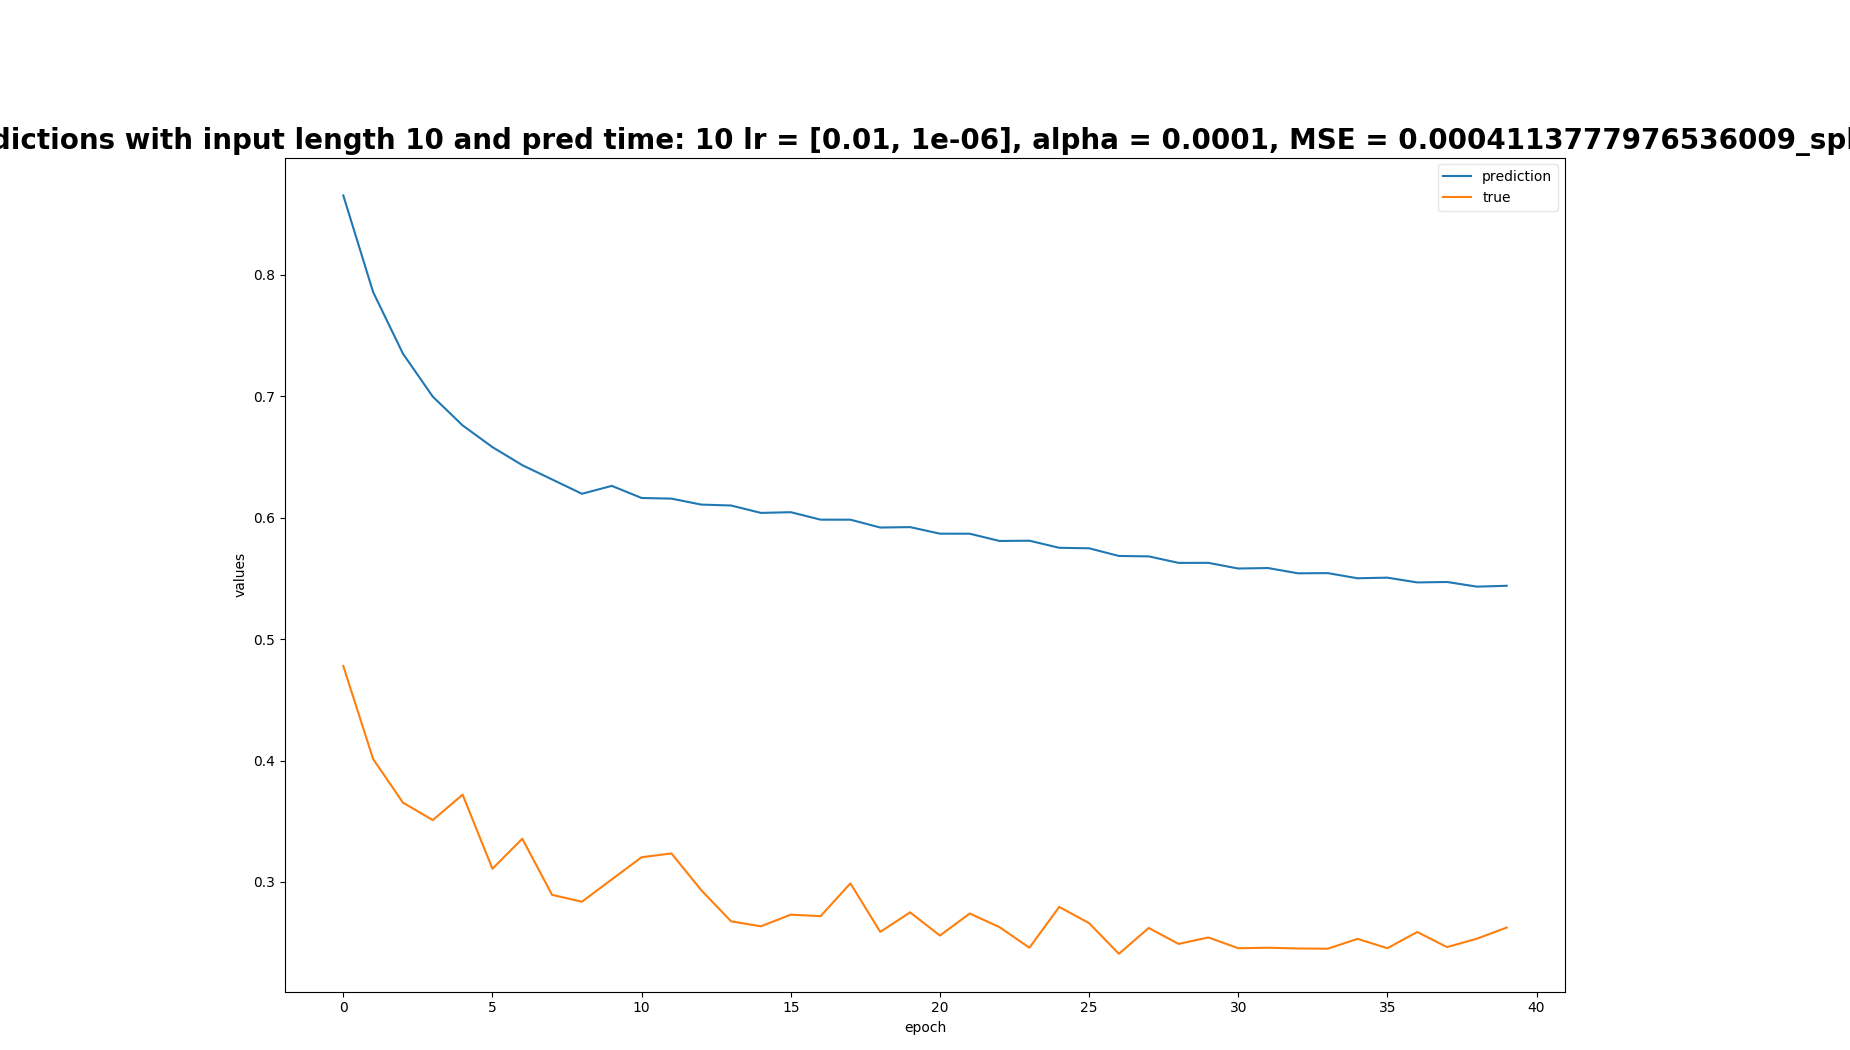 dictions with input length 10 and pred time: 10 lr = [0.01, 1e-06], alpha = 0.0001, MSE = 0.0004113777976536009_spl
prediction
true
0.8
0.7
0.6
0.5
0.4
0.3
values
0 5 10 15 20 25 30 35 40
epoch